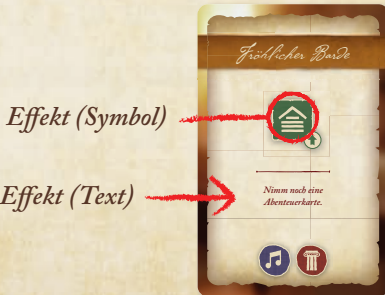 Fröhlicher Barde
Effekt (Symbol)
Effekt (Text)
Nimm noch eine
Abenteuerkarte.